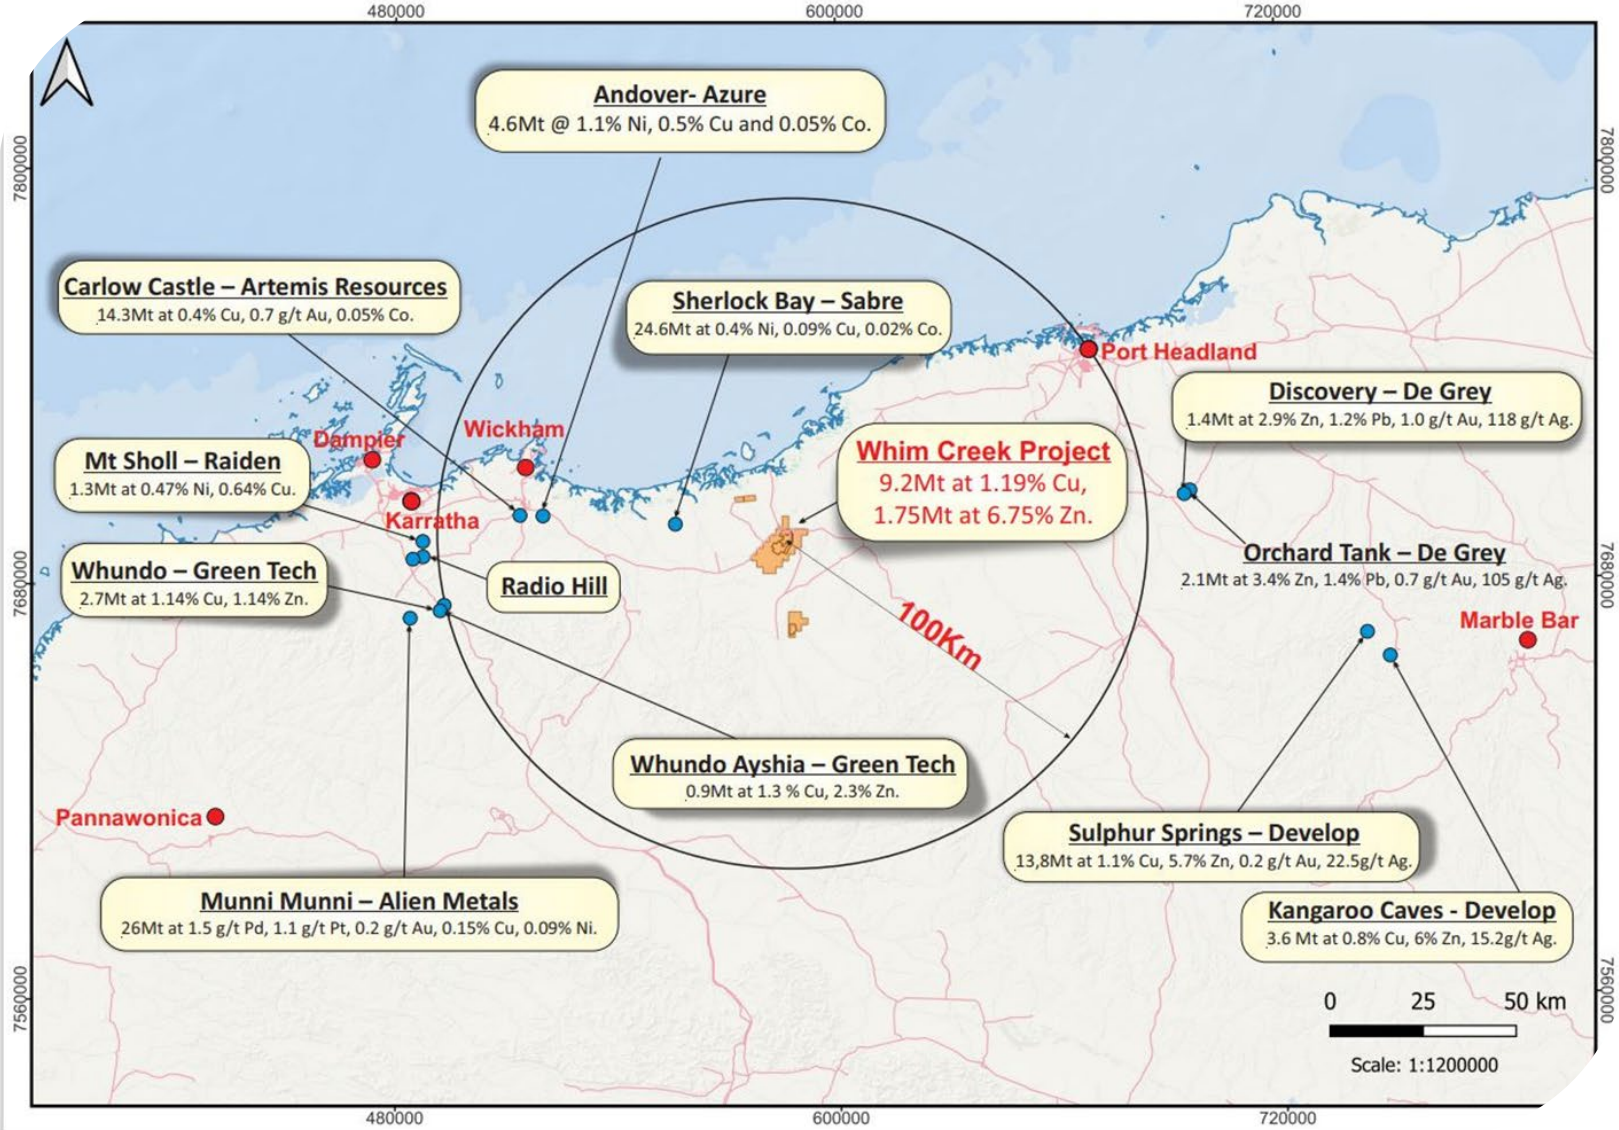 480000
600000
720000
7800000
7800000
Andover- Azure
4.6Mt @ 1.1% Ni, 0.5% Cu and 0.05% Co.
Carlow Castle – Artemis Resources
14.3Mt at 0.4% Cu, 0.7 g/t Au, 0.05% Co.
Sherlock Bay – Sabre
24.6Mt at 0.4% Ni, 0.09% Cu, 0.02% Co.
Port Headland
Discovery – De Grey
1.4Mt at 2.9% Zn, 1.2% Pb, 1.0 g/t Au, 118 g/t Ag.
Dampier
Wickham
Whim Creek Project
9.2Mt at 1.19% Cu,
1.75Mt at 6.75% Zn.
Mt Sholl – Raiden
1.3Mt at 0.47% Ni, 0.64% Cu.
Karratha
Orchard Tank – De Grey
2.1Mt at 3.4% Zn, 1.4% Pb, 0.7 g/t Au, 105 g/t Ag.
7680000
7680000
Whundo – Green Tech
2.7Mt at 1.14% Cu, 1.14% Zn.
Radio Hill
100Km
Marble Bar
Whundo Ayshia – Green Tech
0.9Mt at 1.3 % Cu, 2.3% Zn.
Pannawonica
Sulphur Springs – Develop
13,8Mt at 1.1% Cu, 5.7% Zn, 0.2 g/t Au, 22.5g/t Ag.
Munni Munni – Alien Metals
26Mt at 1.5 g/t Pd, 1.1 g/t Pt, 0.2 g/t Au, 0.15% Cu, 0.09% Ni.
Kangaroo Caves - Develop
3.6 Mt at 0.8% Cu, 6% Zn, 15.2g/t Ag.
7560000
7560000
0 25 50 km
Scale: 1:1200000
480000
600000
720000